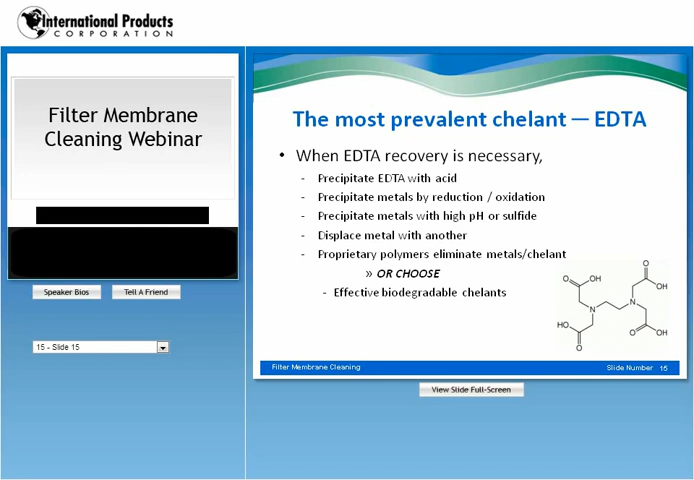 International Products
CORPORATION
Filter Membrane
Cleaning Webinar
Speaker Bios
Tell A Friend
15 - Slide 15
The most prevalent chelant — EDTA
• When EDTA recovery is necessary,
- Precipitate EDTA with acid
- Precipitate metals by reduction / oxidation
- Precipitate metals with high pH or sulfide
- Displace metal with another
- Proprietary polymers eliminate metals/chelant
» OR CHOOSE
- Effective biodegradable chelants
O
OH
O
OH
N
N
HO
O
O
OH
Filter Membrane Cleaning
Slide Number 15
View Slide Full-Screen